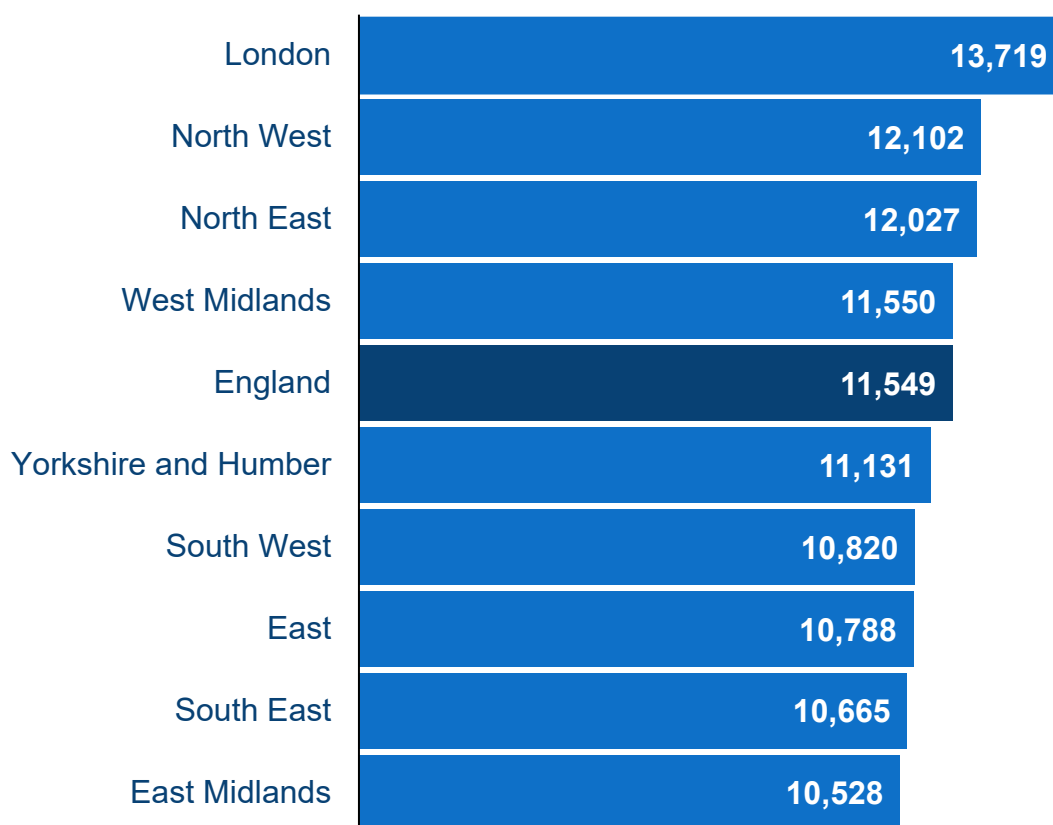 London 13,719
North West 12,102
North East 12,027
West Midlands 11,550
England 11,549
Yorkshire and Humber 11,131
South West 10,820
East 10,788
South East 10,665
East Midlands 10,528